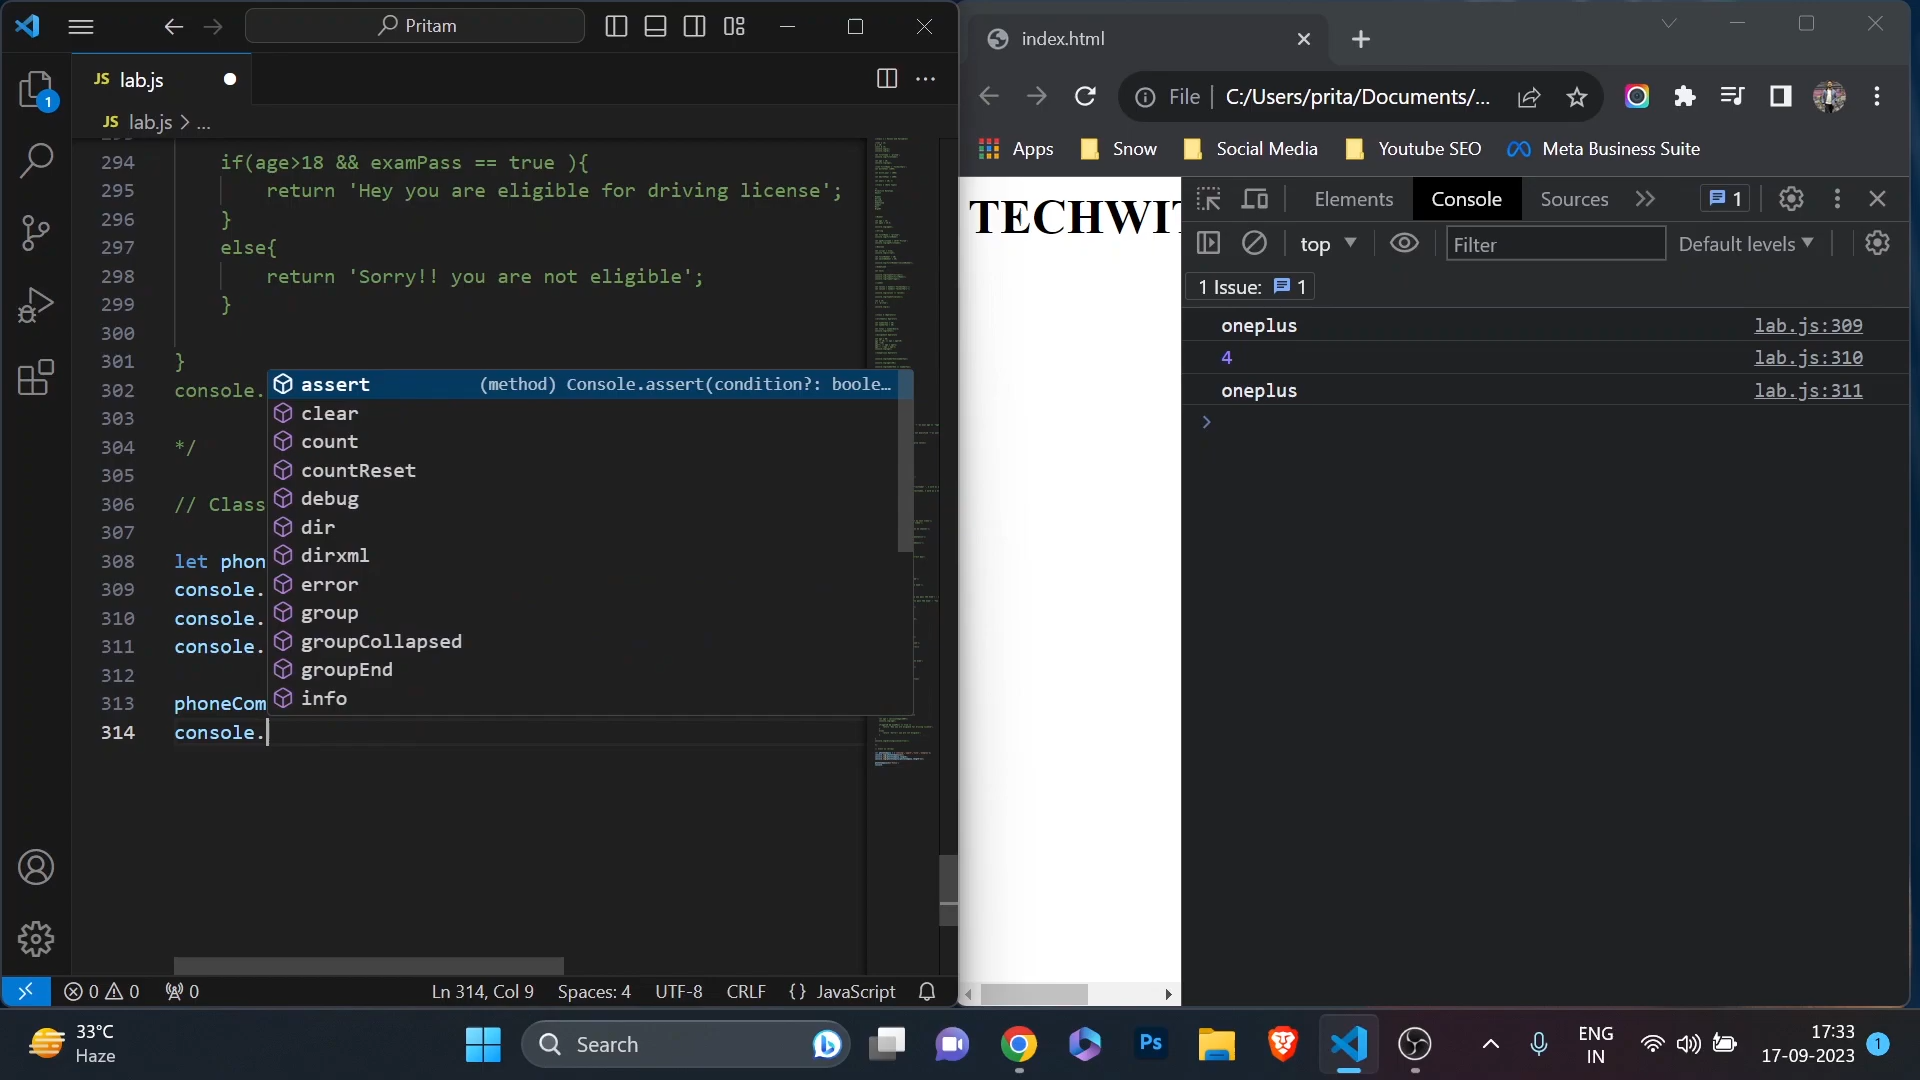 Pritam
JS lab.js
JS lab.js > ...
294 if(age>18 && examPass == true ){
295 return 'Hey you are eligible for driving license';
296 }
297 else{
298 return 'Sorry!! you are not eligible';
299 }
300
301 }
302 console.
303
304 */
305
306 // Class
307
308 let phon
309 console.
310 console.
311 console.
312
313 phoneCom
314 console.
assert (method) Console.assert(condition?: boole…
clear
count
countReset
debug
dir
dirxml
error
group
groupCollapsed
groupEnd
info
1
0 0 0
Ln 314, Col 9 Spaces: 4 UTF-8 CRLF {} JavaScript
index.html
File C:/Users/prita/Documents/...
Apps Snow Social Media Youtube SEO Meta Business Suite
TECHWIT
Elements Console Sources 1
top Filter Default levels
1 Issue: 1
oneplus lab.js:309
4 lab.js:310
oneplus lab.js:311
33°C
Haze
Search
Ps
ENG
IN
17:33
17-09-2023
1